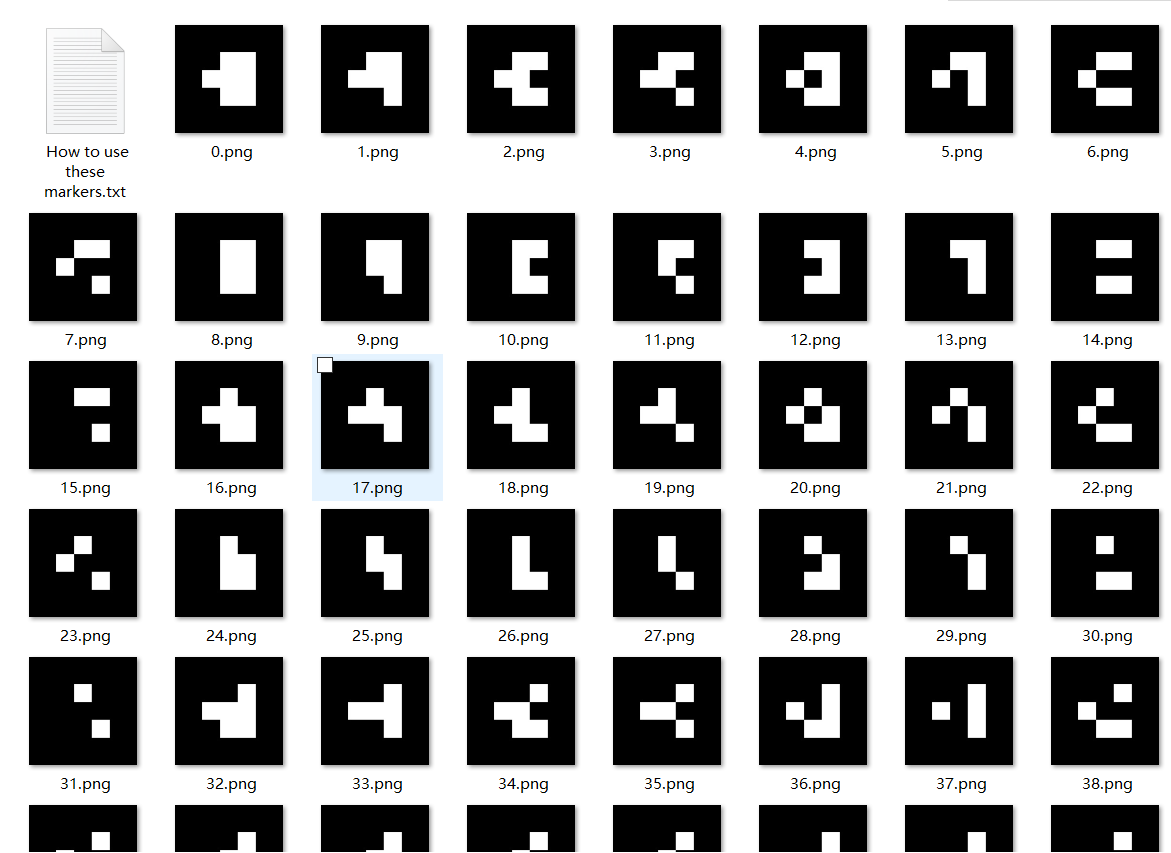 How to use
these
markers.txt
0.png
1.png
2.png
3.png
4.png
5.png
6.png
7.png
8.png
9.png
10.png
11.png
12.png
13.png
14.png
15.png
16.png
17.png
18.png
19.png
20.png
21.png
22.png
23.png
24.png
25.png
26.png
27.png
28.png
29.png
30.png
31.png
32.png
33.png
34.png
35.png
36.png
37.png
38.png